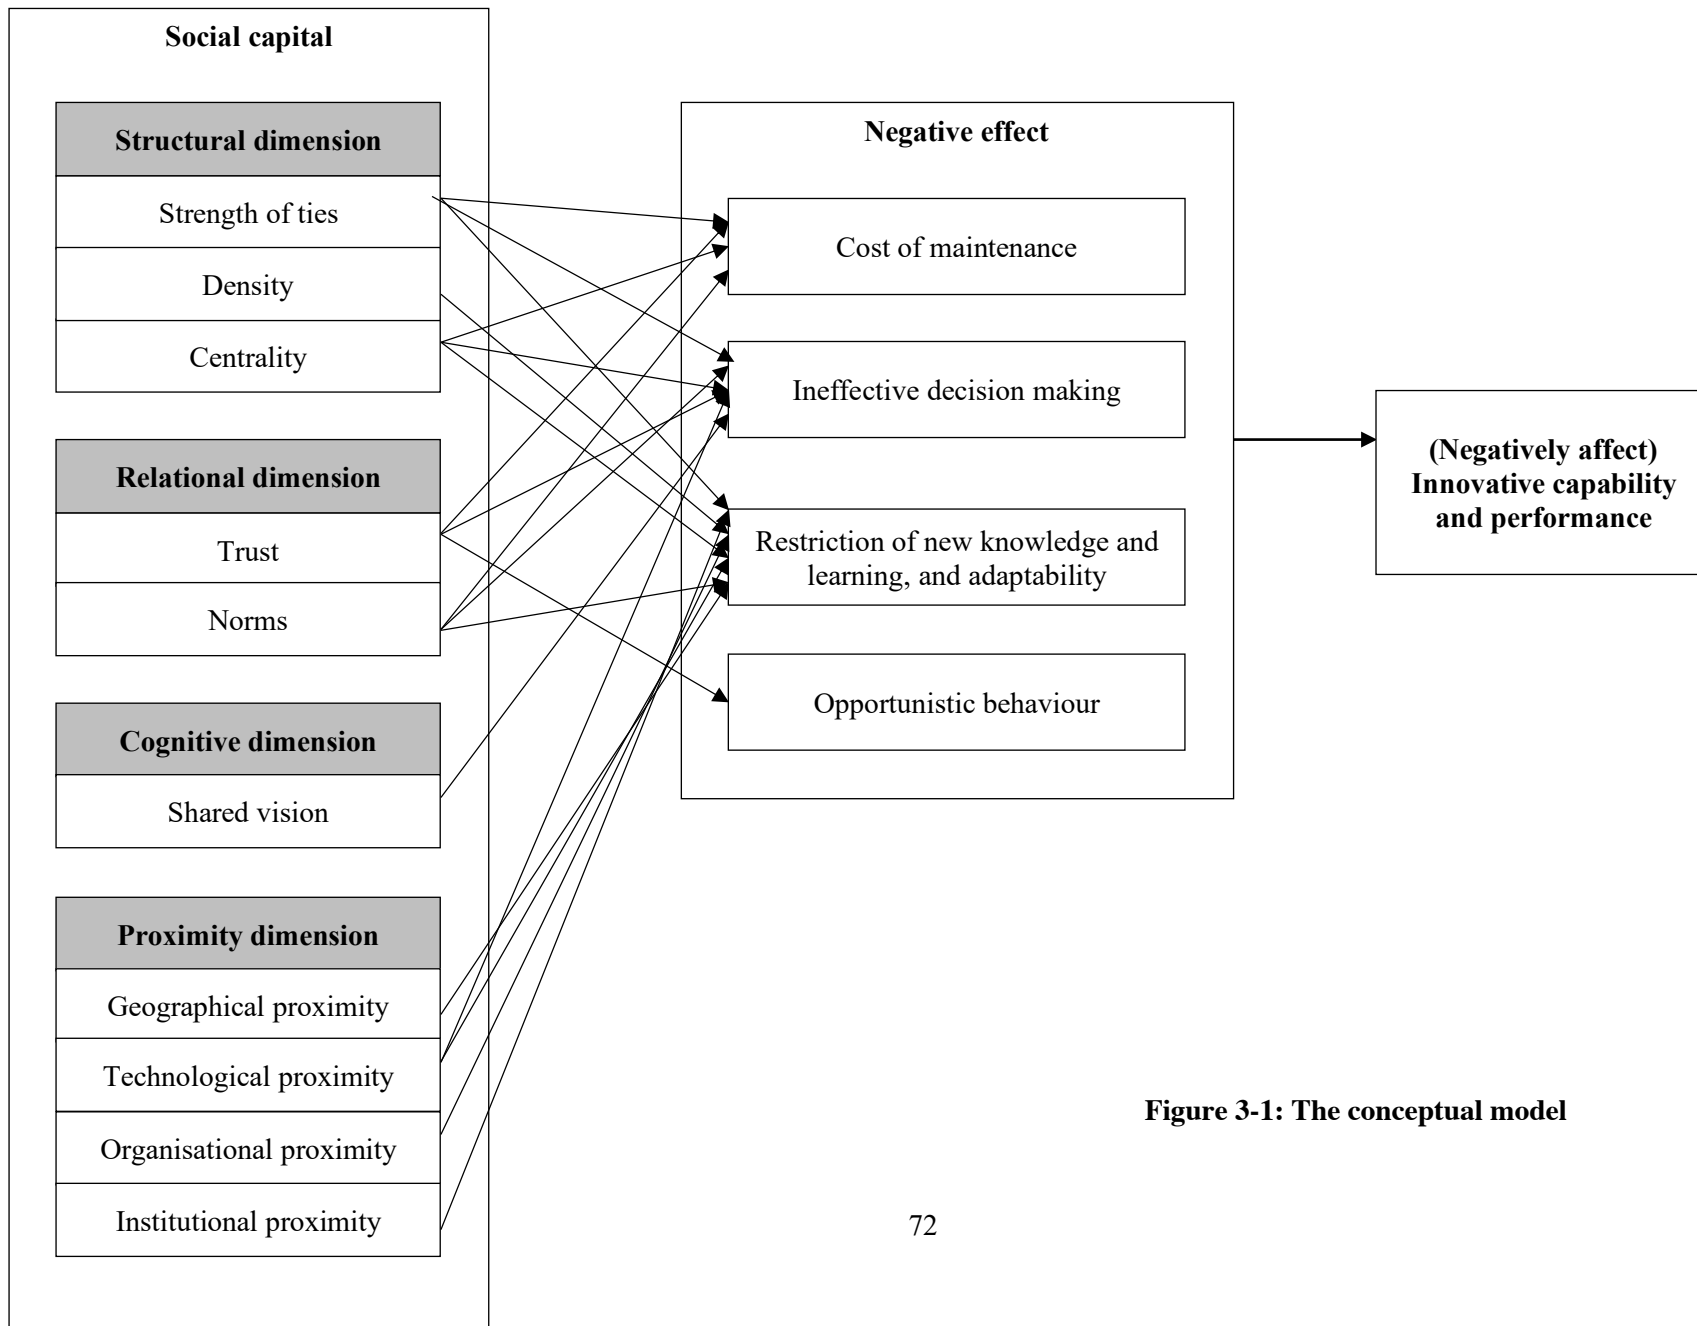 Social capital
Structural dimension
Strength of ties
Density
Centrality
Relational dimension
Trust
Norms
Cognitive dimension
Shared vision
Proximity dimension
Geographical proximity
Technological proximity
Organisational proximity
Institutional proximity
Negative effect
Cost of maintenance
Ineffective decision making
Restriction of new knowledge and
learning, and adaptability
Opportunistic behaviour
(Negatively affect)
Innovative capability
and performance
Figure 3-1: The conceptual model
72